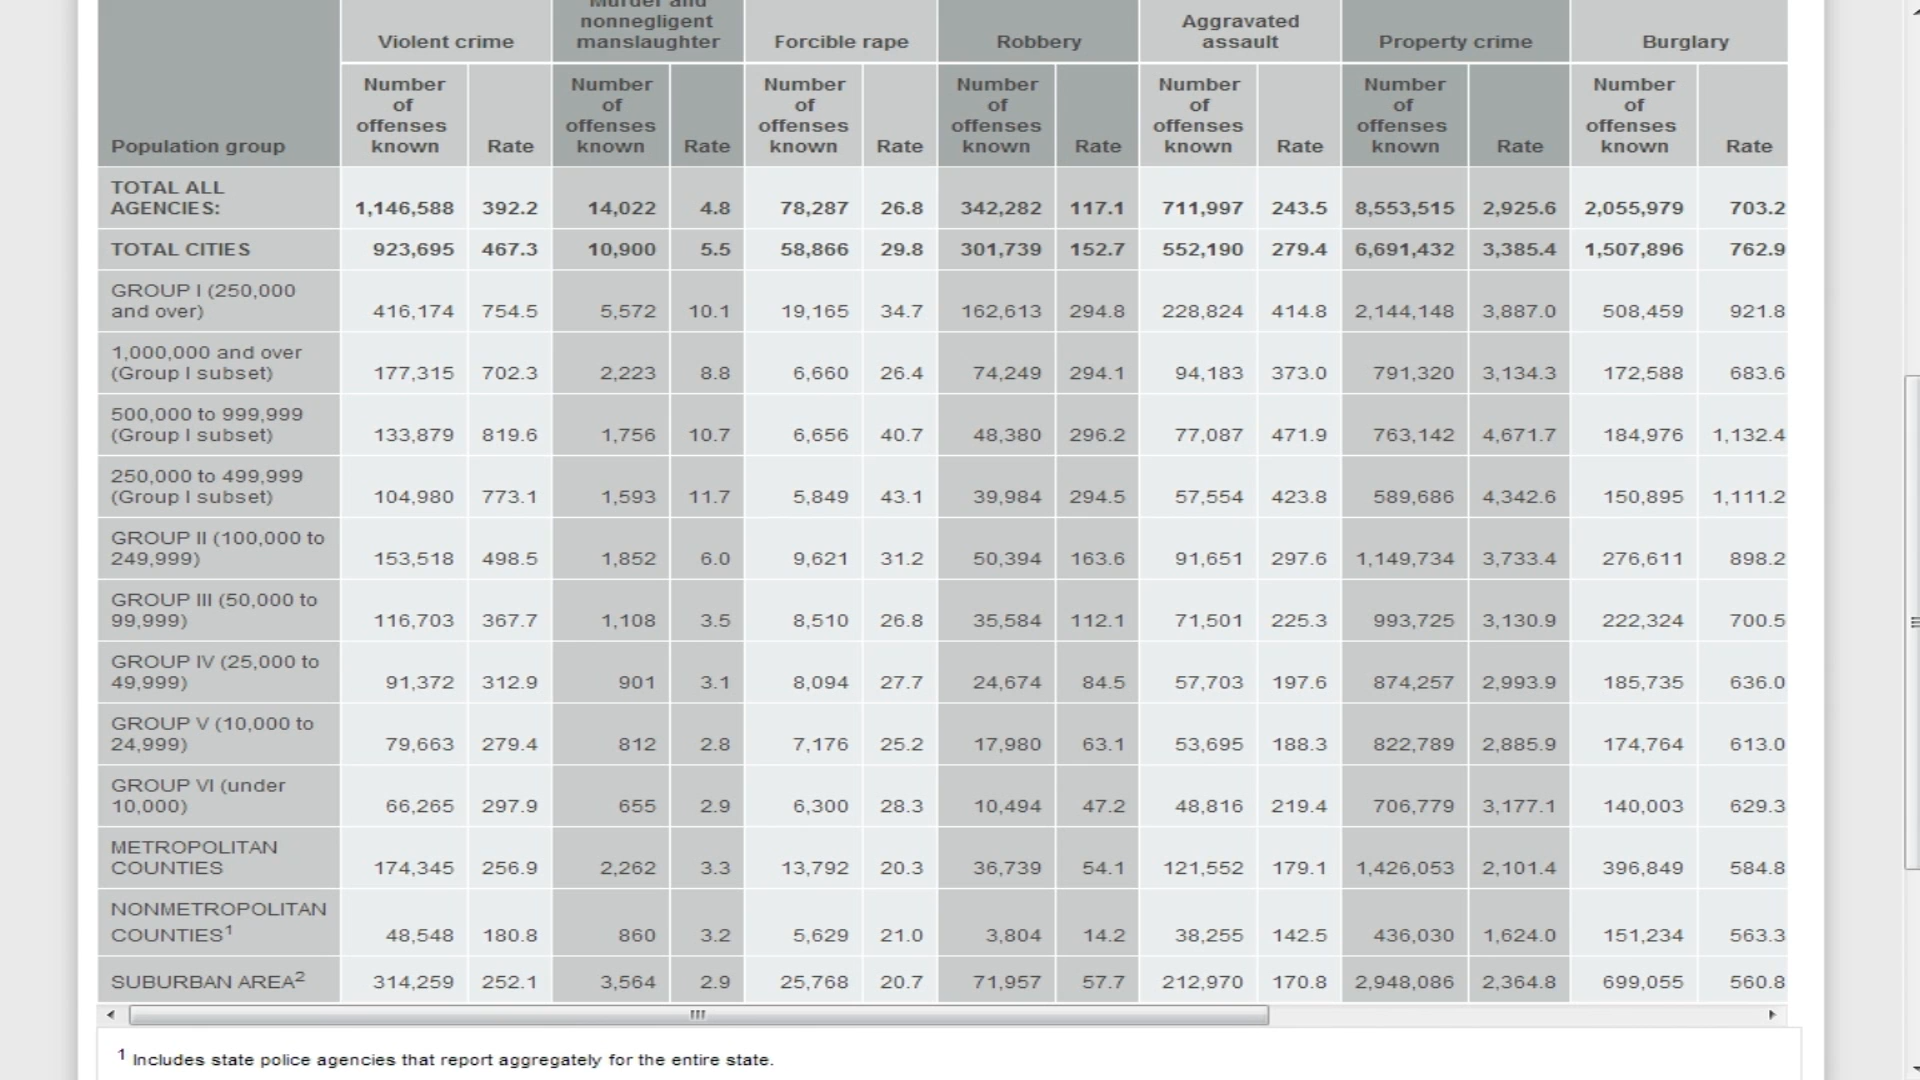 Murder and
nonnegligent
manslaughter
Violent crime
Forcible rape
Robbery
Aggravated
assault
Property crime
Burglary
Population group
Number
of
offenses
known
Rate
Number
of
offenses
known
Rate
Number
of
offenses
known
Rate
Number
of
offenses
known
Rate
Number
of
offenses
known
Rate
Number
of
offenses
known
Rate
Number
of
offenses
known
Rate
TOTAL ALL
AGENCIES: 1,146,588 392.2 14,022 4.8 78,287 26.8 342,282 117.1 711,997 243.5 8,553,515 2,925.6 2,055,979 703.2
TOTAL CITIES 923,695 467.3 10,900 5.5 58,866 29.8 301,739 152.7 552,190 279.4 6,691,432 3,385.4 1,507,896 762.9
GROUP I (250,000
and over) 416,174 754.5 5,572 10.1 19,165 34.7 162,613 294.8 228,824 414.8 2,144,148 3,887.0 508,459 921.8
1,000,000 and over
(Group I subset) 177,315 702.3 2,223 8.8 6,660 26.4 74,249 294.1 94,183 373.0 791,320 3,134.3 172,588 683.6
500,000 to 999,999
(Group I subset) 133,879 819.6 1,756 10.7 6,656 40.7 48,380 296.2 77,087 471.9 763,142 4,671.7 184,976 1,132.4
250,000 to 499,999
(Group I subset) 104,980 773.1 1,593 11.7 5,849 43.1 39,984 294.5 57,554 423.8 589,686 4,342.6 150,895 1,111.2
GROUP II (100,000 to
249,999) 153,518 498.5 1,852 6.0 9,621 31.2 50,394 163.6 91,651 297.6 1,149,734 3,733.4 276,611 898.2
GROUP III (50,000 to
99,999) 116,703 367.7 1,108 3.5 8,510 26.8 35,584 112.1 71,501 225.3 993,725 3,130.9 222,324 700.5
GROUP IV (25,000 to
49,999) 91,372 312.9 901 3.1 8,094 27.7 24,674 84.5 57,703 197.6 874,257 2,993.9 185,735 636.0
GROUP V (10,000 to
24,999) 79,663 279.4 812 2.8 7,176 25.2 17,980 63.1 53,695 188.3 822,789 2,885.9 174,764 613.0
GROUP VI (under
10,000) 66,265 297.9 655 2.9 6,300 28.3 10,494 47.2 48,816 219.4 706,779 3,177.1 140,003 629.3
METROPOLITAN
COUNTIES 174,345 256.9 2,262 3.3 13,792 20.3 36,739 54.1 121,552 179.1 1,426,053 2,101.4 396,849 584.8
NONMETROPOLITAN
COUNTIES¹ 48,548 180.8 860 3.2 5,629 21.0 3,804 14.2 38,255 142.5 436,030 1,624.0 151,234 563.3
SUBURBAN AREA² 314,259 252.1 3,564 2.9 25,768 20.7 71,957 57.7 212,970 170.8 2,948,086 2,364.8 699,055 560.8
¹ Includes state police agencies that report aggregately for the entire state.